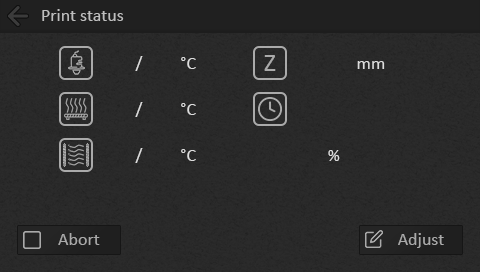 Print status
/ °C Z mm
/ °C
/ °C %
Abort Adjust